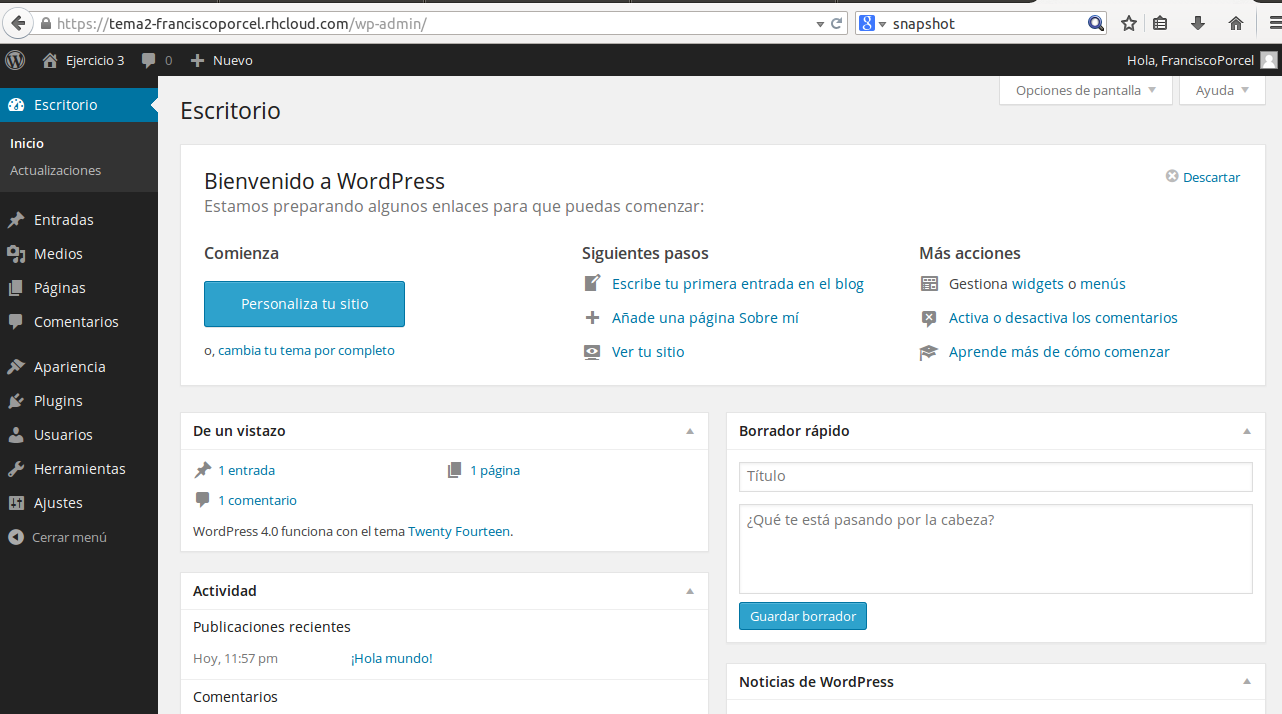 https://tema2-franciscoporcel.rhcloud.com/wp-admin/
8 snapshot
Ejercicio 3 0 Nuevo Hola, FranciscoPorcel
Escritorio
Inicio
Actualizaciones
Entradas
Medios
Páginas
Comentarios
Apariencia
Plugins
Usuarios
Herramientas
Ajustes
Cerrar menú
Opciones de pantalla Ayuda
Escritorio
Bienvenido a WordPress
Descartar
Estamos preparando algunos enlaces para que puedas comenzar:
Comienza
Personaliza tu sitio
o, cambia tu tema por completo
Siguientes pasos
Escribe tu primera entrada en el blog
Añade una página Sobre mí
Ver tu sitio
Más acciones
Gestiona widgets o menús
Activa o desactiva los comentarios
Aprende más de cómo comenzar
De un vistazo
1 entrada 1 página
1 comentario
WordPress 4.0 funciona con el tema Twenty Fourteen.
Actividad
Publicaciones recientes
Hoy, 11:57 pm ¡Hola mundo!
Comentarios
Borrador rápido
Título
¿Qué te está pasando por la cabeza?
Guardar borrador
Noticias de WordPress